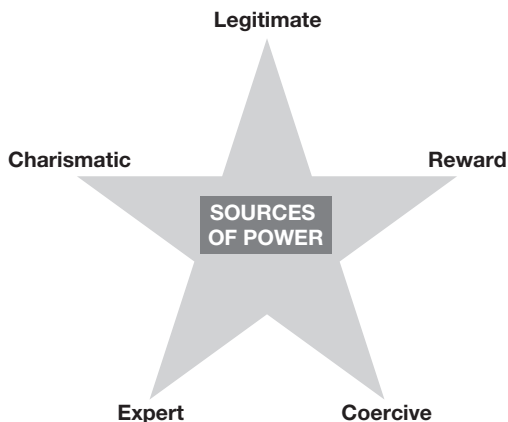 Legitimate
Charismatic
Reward
SOURCES
OF POWER
Expert
Coercive